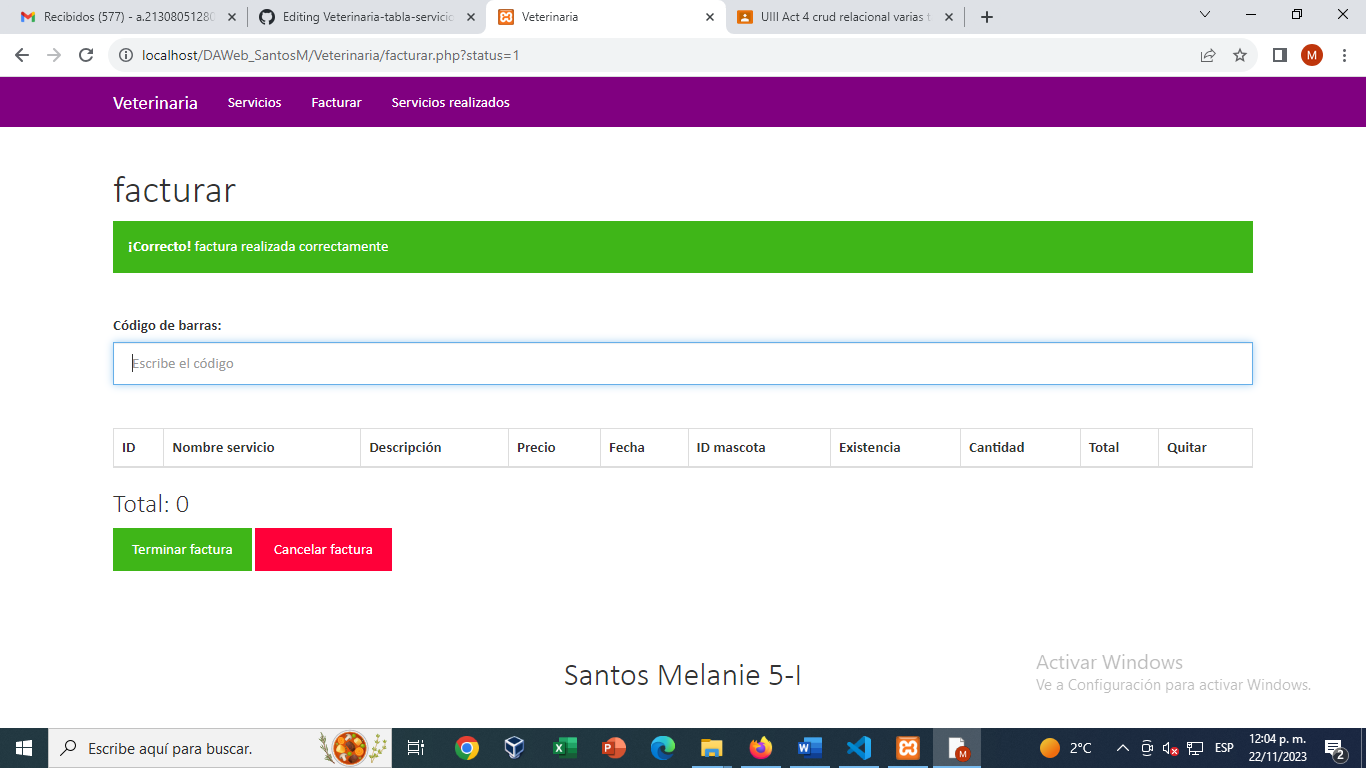 Recibidos (577) - a.21308051280
Editing Veterinaria-tabla-servicio
Veterinaria
UIII Act 4 crud relacional varias t
localhost/DAWeb_SantosM/Veterinaria/facturar.php?status=1
M
Veterinaria Servicios Facturar Servicios realizados
facturar
¡Correcto! factura realizada correctamente
Código de barras:
Escribe el código
ID Nombre servicio Descripción Precio Fecha ID mascota Existencia Cantidad Total Quitar
Total: 0
Terminar factura Cancelar factura
Santos Melanie 5-I
Activar Windows
Ve a Configuración para activar Windows.
Escribe aquí para buscar.
2°C
ESP
12:04 p. m.
22/11/2023
2